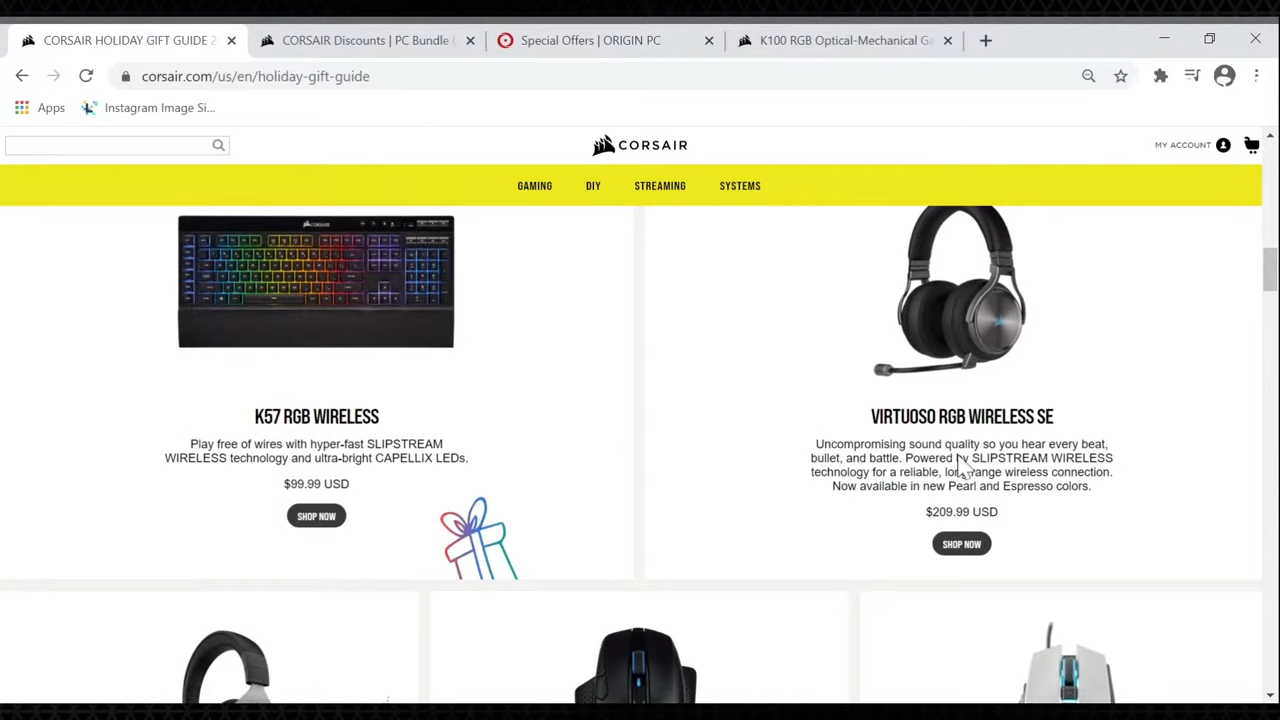 CORSAIR HOLIDAY GIFT GUIDE 2
CORSAIR Discounts | PC Bundle
Special Offers | ORIGIN PC
K100 RGB Optical-Mechanical Ga
corsair.com/us/en/holiday-gift-guide
Apps
Instagram Image Si...
CORSAIR
MY ACCOUNT
GAMING
DIY
STREAMING
SYSTEMS
CORSAIR
K57 RGB WIRELESS
Play free of wires with hyper-fast SLIPSTREAM
WIRELESS technology and ultra-bright CAPELLIX LEDs.
$99.99 USD
SHOP NOW
VIRTUOSO RGB WIRELESS SE
Uncompromising sound quality so you hear every beat,
bullet, and battle. Powered by SLIPSTREAM WIRELESS
technology for a reliable, long-range wireless connection.
Now available in new Pearl and Espresso colors.
$209.99 USD
SHOP NOW